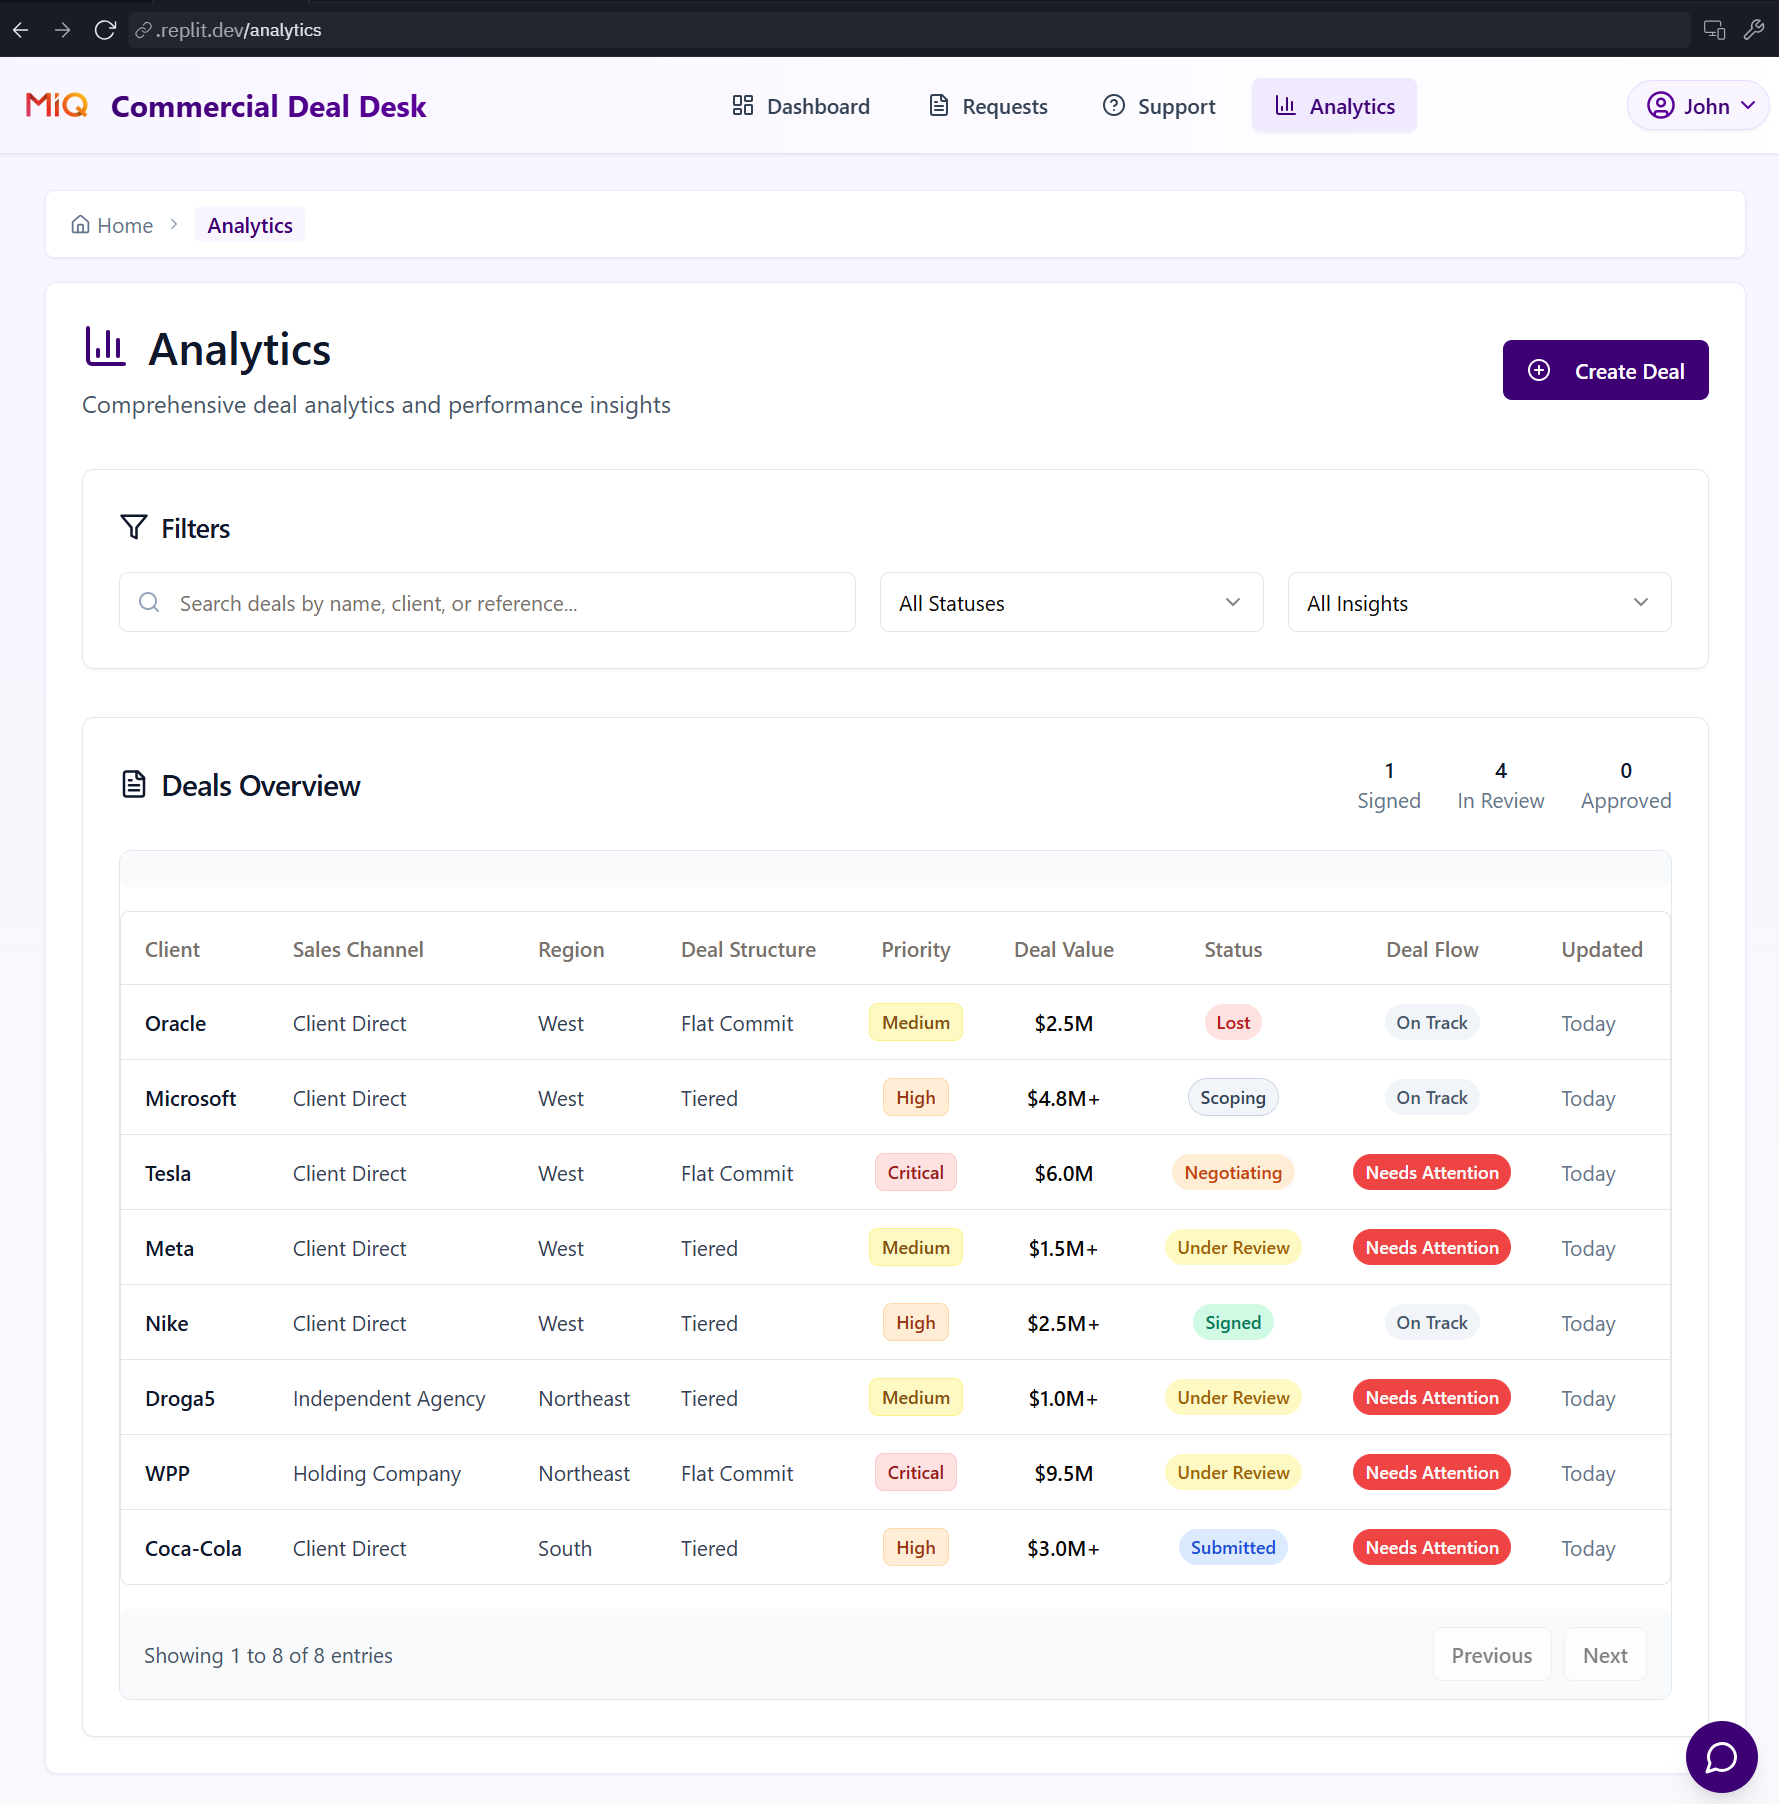 .replit.dev/analytics
MiQ Commercial Deal Desk Dashboard Requests Support Analytics John
Home > Analytics
Analytics
Comprehensive deal analytics and performance insights
Create Deal
Filters
Search deals by name, client, or reference... All Statuses All Insights
Deals Overview
1 Signed
4 In Review
0 Approved
Client Sales Channel Region Deal Structure Priority Deal Value Status Deal Flow Updated
Oracle Client Direct West Flat Commit Medium $2.5M Lost On Track Today
Microsoft Client Direct West Tiered High $4.8M+ Scoping On Track Today
Tesla Client Direct West Flat Commit Critical $6.0M Negotiating Needs Attention Today
Meta Client Direct West Tiered Medium $1.5M+ Under Review Needs Attention Today
Nike Client Direct West Tiered High $2.5M+ Signed On Track Today
Droga5 Independent Agency Northeast Tiered Medium $1.0M+ Under Review Needs Attention Today
WPP Holding Company Northeast Flat Commit Critical $9.5M Under Review Needs Attention Today
Coca-Cola Client Direct South Tiered High $3.0M+ Submitted Needs Attention Today
Showing 1 to 8 of 8 entries Previous Next